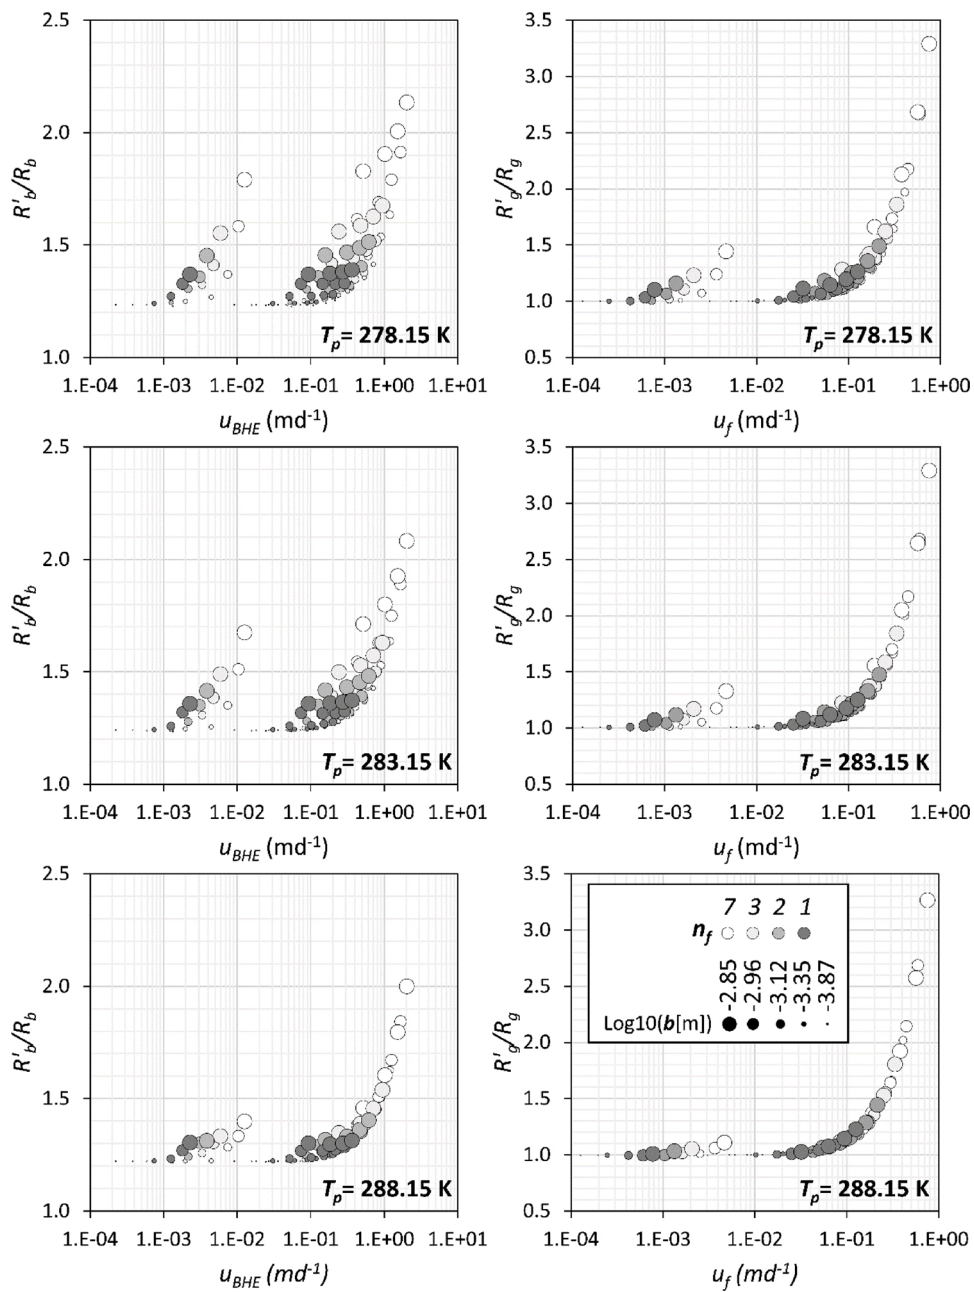 2.5
2.0
1.5
1.0
R'b/Rb
Tp= 278.15 K
1.E-04 1.E-03 1.E-02 1.E-01 1.E+00 1.E+01
uBHE (md-1)
3.5
3.0
2.5
2.0
1.5
1.0
0.5
R'g/Rg
Tp= 278.15 K
1.E-04 1.E-03 1.E-02 1.E-01 1.E+00
uf (md-1)
2.5
2.0
1.5
1.0
R'b/Rb
Tp= 283.15 K
1.E-04 1.E-03 1.E-02 1.E-01 1.E+00 1.E+01
uBHE (md-1)
3.5
3.0
2.5
2.0
1.5
1.0
0.5
R'g/Rg
Tp= 283.15 K
1.E-04 1.E-03 1.E-02 1.E-01 1.E+00
uf (md-1)
2.5
2.0
1.5
1.0
R'b/Rb
Tp= 288.15 K
1.E-04 1.E-03 1.E-02 1.E-01 1.E+00 1.E+01
uBHE (md-1)
3.5
3.0
2.5
2.0
1.5
1.0
0.5
R'g/Rg
7 3 2 1
nf
-2.85 -2.96 -3.12 -3.35 -3.87
Log10(b[m])
Tp= 288.15 K
1.E-04 1.E-03 1.E-02 1.E-01 1.E+00
uf (md-1)